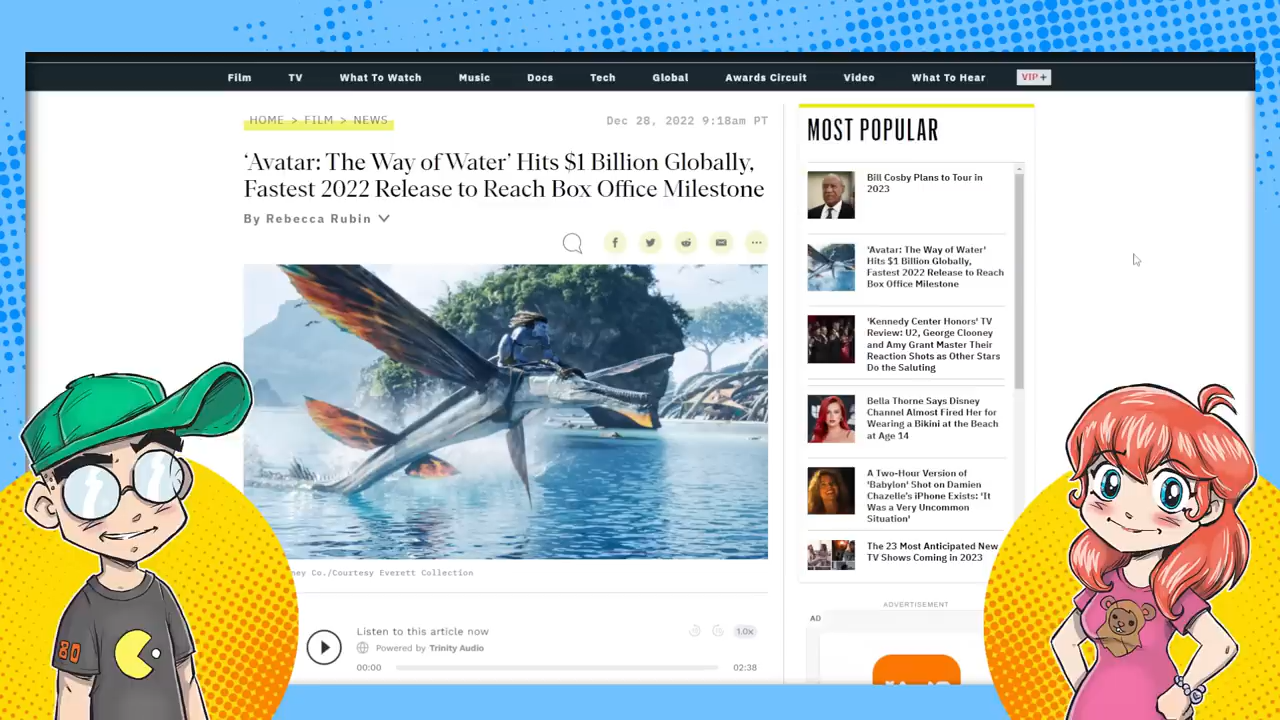 Film TV What To Watch Music Docs Tech Global Awards Circuit Video What To Hear VIP+
HOME > FILM > NEWS
Dec 28, 2022 9:18am PT
‘Avatar: The Way of Water’ Hits $1 Billion Globally,
Fastest 2022 Release to Reach Box Office Milestone
By Rebecca Rubin
ney Co./Courtesy Everett Collection
Listen to this article now
Powered by Trinity Audio
00:00
02:38
1.0x
MOST POPULAR
Bill Cosby Plans to Tour in
2023
'Avatar: The Way of Water'
Hits $1 Billion Globally,
Fastest 2022 Release to Reach
Box Office Milestone
'Kennedy Center Honors' TV
Review: U2, George Clooney
and Amy Grant Master Their
Reaction Shots as Other Stars
Do the Saluting
Bella Thorne Says Disney
Channel Almost Fired Her for
Wearing a Bikini at the Beach
at Age 14
A Two-Hour Version of
'Babylon' Shot on Damien
Chazelle's iPhone Exists: 'It
Was a Very Uncommon
Situation'
The 23 Most Anticipated New
TV Shows Coming in 2023
ADVERTISEMENT
AD
80